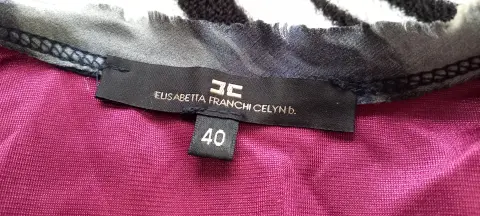 ELISABETTA FRANCHI CELYN b.
40